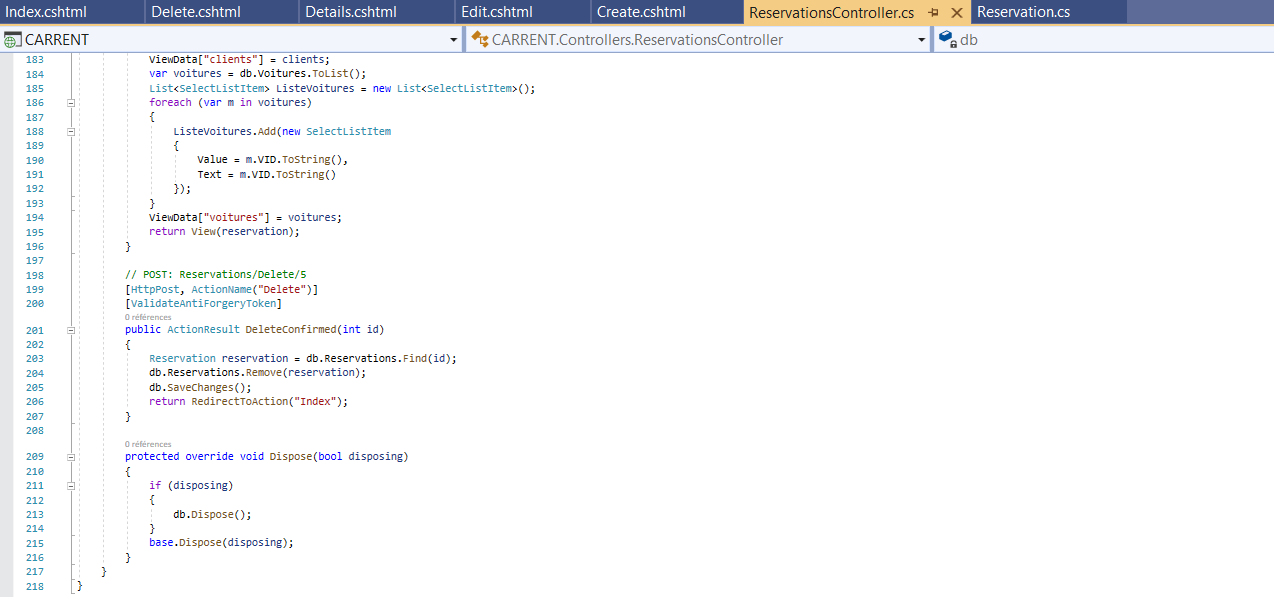 Index.cshtml Delete.cshtml Details.cshtml Edit.cshtml Create.cshtml ReservationsController.cs Reservation.cs
CARRENT CARRENT.Controllers.ReservationsController db
183 ViewData["clients"] = clients;
184 var voitures = db.Voitures.ToList();
185 List<SelectListItem> ListeVoitures = new List<SelectListItem>();
186 foreach (var m in voitures)
187 {
188 ListeVoitures.Add(new SelectListItem
189 {
190 Value = m.VID.ToString(),
191 Text = m.VID.ToString()
192 });
193 }
194 ViewData["voitures"] = voitures;
195 return View(reservation);
196 }
197
198 // POST: Reservations/Delete/5
199 [HttpPost, ActionName("Delete")]
200 [ValidateAntiForgeryToken]
0 références
201 public ActionResult DeleteConfirmed(int id)
202 {
203 Reservation reservation = db.Reservations.Find(id);
204 db.Reservations.Remove(reservation);
205 db.SaveChanges();
206 return RedirectToAction("Index");
207 }
208
0 références
209 protected override void Dispose(bool disposing)
210 {
211 if (disposing)
212 {
213 db.Dispose();
214 }
215 base.Dispose(disposing);
216 }
217 }
218 }